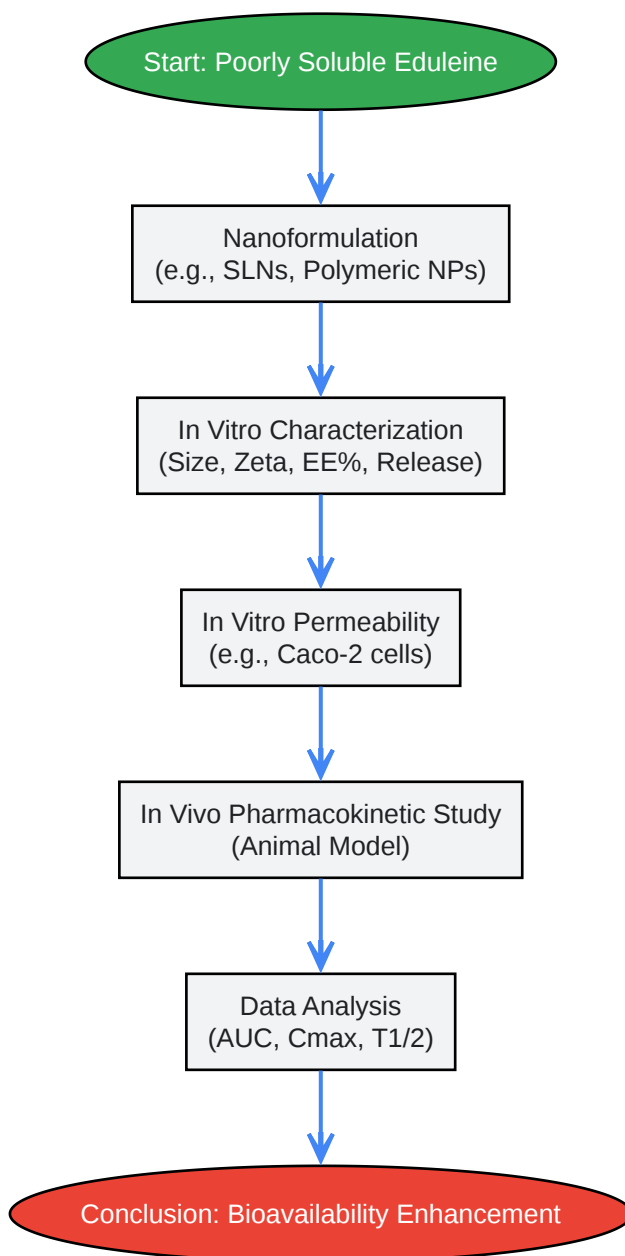 Start: Poorly Soluble Eduleine
Nanoformulation
(e.g., SLNs, Polymeric NPs)
In Vitro Characterization
(Size, Zeta, EE%, Release)
In Vitro Permeability
(e.g., Caco-2 cells)
In Vivo Pharmacokinetic Study
(Animal Model)
Data Analysis
(AUC, Cmax, T1/2)
Conclusion: Bioavailability Enhancement